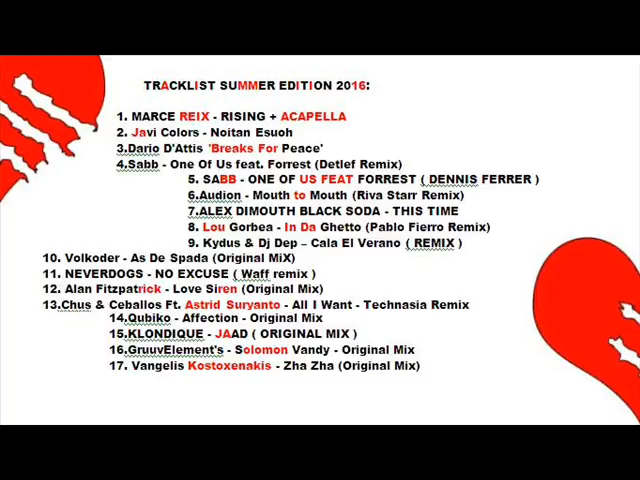 TRACKLIST SUMMER EDITION 2016:
1. MARCE REIX - RISING + ACAPELLA
2. Javi Colors - Noitan Esuoh
3.Dario D'Attis 'Breaks For Peace'
4.Sabb - One Of Us feat. Forrest (Detlef Remix)
5. SABB - ONE OF US FEAT FORREST ( DENNIS FERRER )
6.Audion - Mouth to Mouth (Riva Starr Remix)
7.ALEX DIMOUTH BLACK SODA - THIS TIME
8. Lou Gorbea - In Da Ghetto (Pablo Fierro Remix)
9. Kydus & Dj Dep – Cala El Verano ( REMIX )
10. Volkoder - As De Spada (Original MiX)
11. NEVERDOGS - NO EXCUSE ( Waff remix )
12. Alan Fitzpatrick - Love Siren (Original Mix)
13.Chus & Ceballos Ft. Astrid Suryanto - All I Want - Technasia Remix
14.Qubiko - Affection - Original Mix
15.KLONDIQUE - JAAD ( ORIGINAL MIX )
16.GruuvElement's - Solomon Vandy - Original Mix
17. Vangelis Kostoxenakis - Zha Zha (Original Mix)